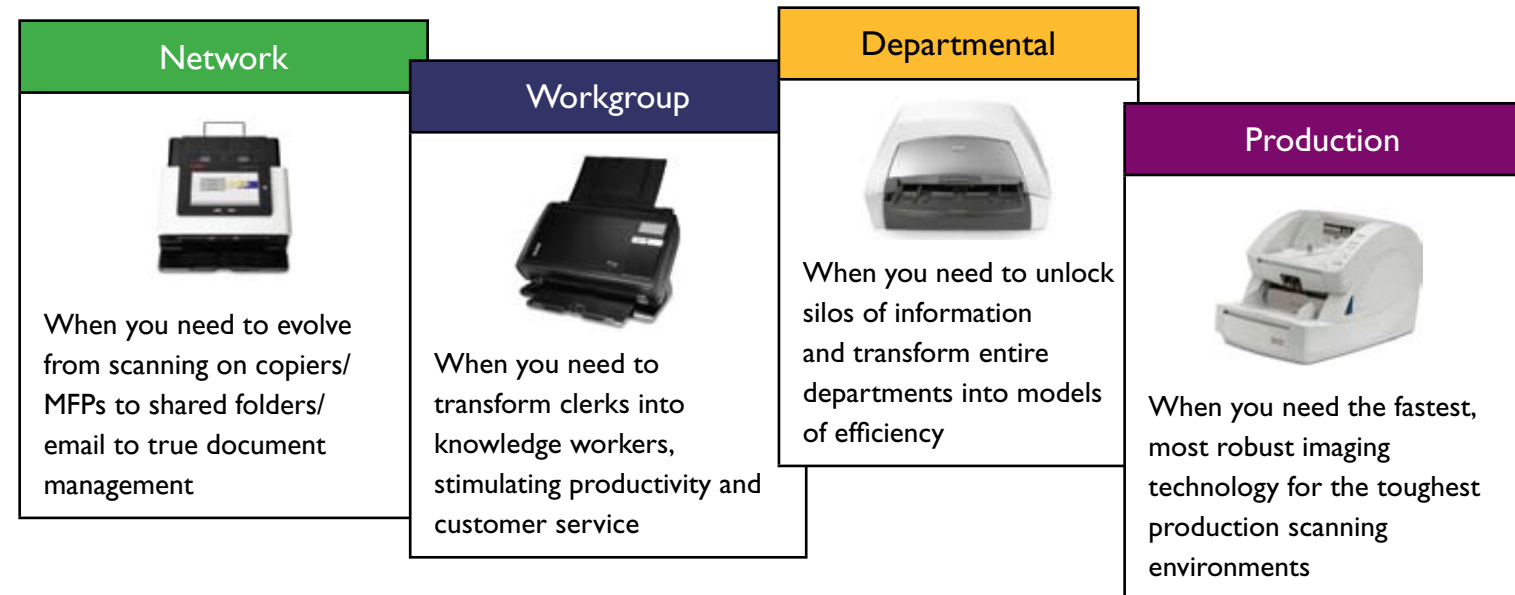 Network
When you need to evolve
from scanning on copiers/
MFPs to shared folders/
email to true document
management
Workgroup
When you need to
transform clerks into
knowledge workers,
stimulating productivity and
customer service
Departmental
When you need to unlock
silos of information
and transform entire
departments into models
of efficiency
Production
When you need the fastest,
most robust imaging
technology for the toughest
production scanning
environments